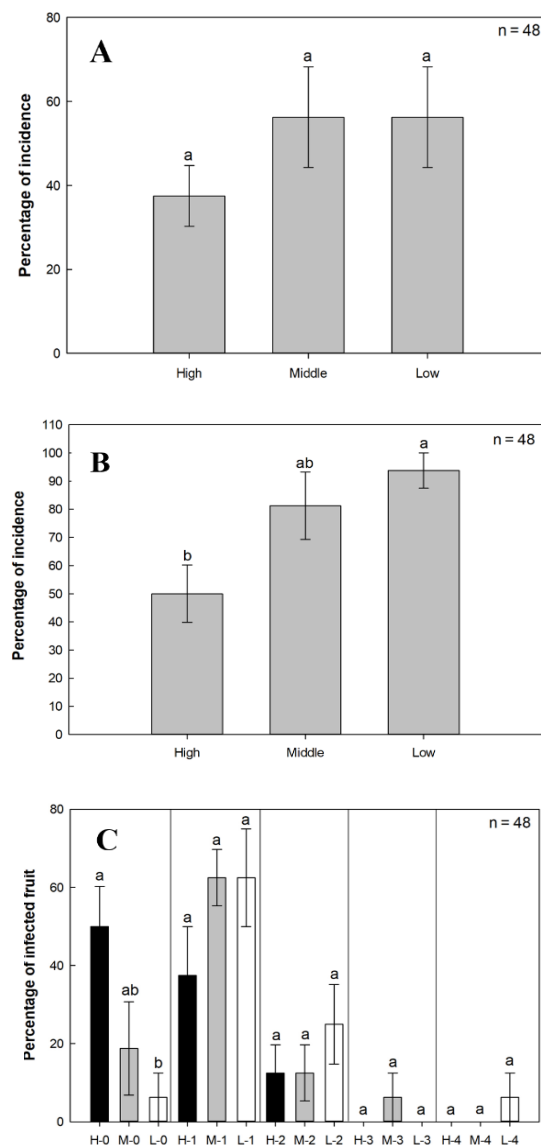 A
n = 48
80
60
40
20
0
a
a
a
Percentage of incidence
High
Middle
Low
B
n = 48
110
100
90
80
70
60
50
40
30
20
10
0
b
ab
a
Percentage of incidence
High
Middle
Low
C
n = 48
80
60
40
20
0
a
ab
b
a
a
a
a
a
a
a
a
a
a
a
a
Percentage of infected fruit
H-0 M-0 L-0 H-1 M-1 L-1 H-2 M-2 L-2 H-3 M-3 L-3 H-4 M-4 L-4